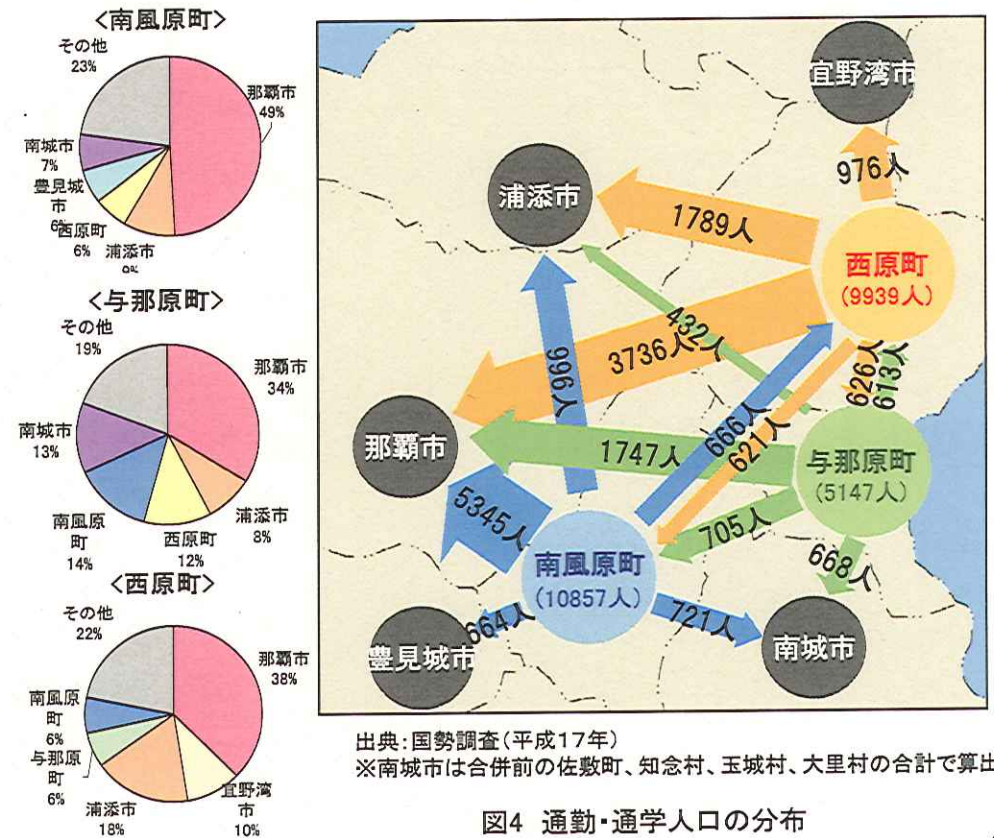 <南風原町>
その他
23%
那覇市
49%
南城市
7%
豊見城
市
6%
西原町
6%
浦添市
9%
<与那原町>
その他
19%
那覇市
34%
南城市
13%
南風原
町
14%
西原町
12%
浦添市
8%
<西原町>
その他
22%
那覇市
38%
南風原
町
6%
与那原
町
6%
浦添市
18%
宜野湾
市
10%
宜野湾市
976人
浦添市
1789人
西原町
(9939人)
432人
3736人
996人
626人
613人
666人
621人
那覇市
1747人
与那原町
(5147人)
5345人
705人
668人
南風原町
(10857人)
664人
721人
豊見城市
南城市
出典:国勢調査(平成17年)
※南城市は合併前の佐敷町、知念村、玉城村、大里村の合計で算出
図4 通勤・通学人口の分布